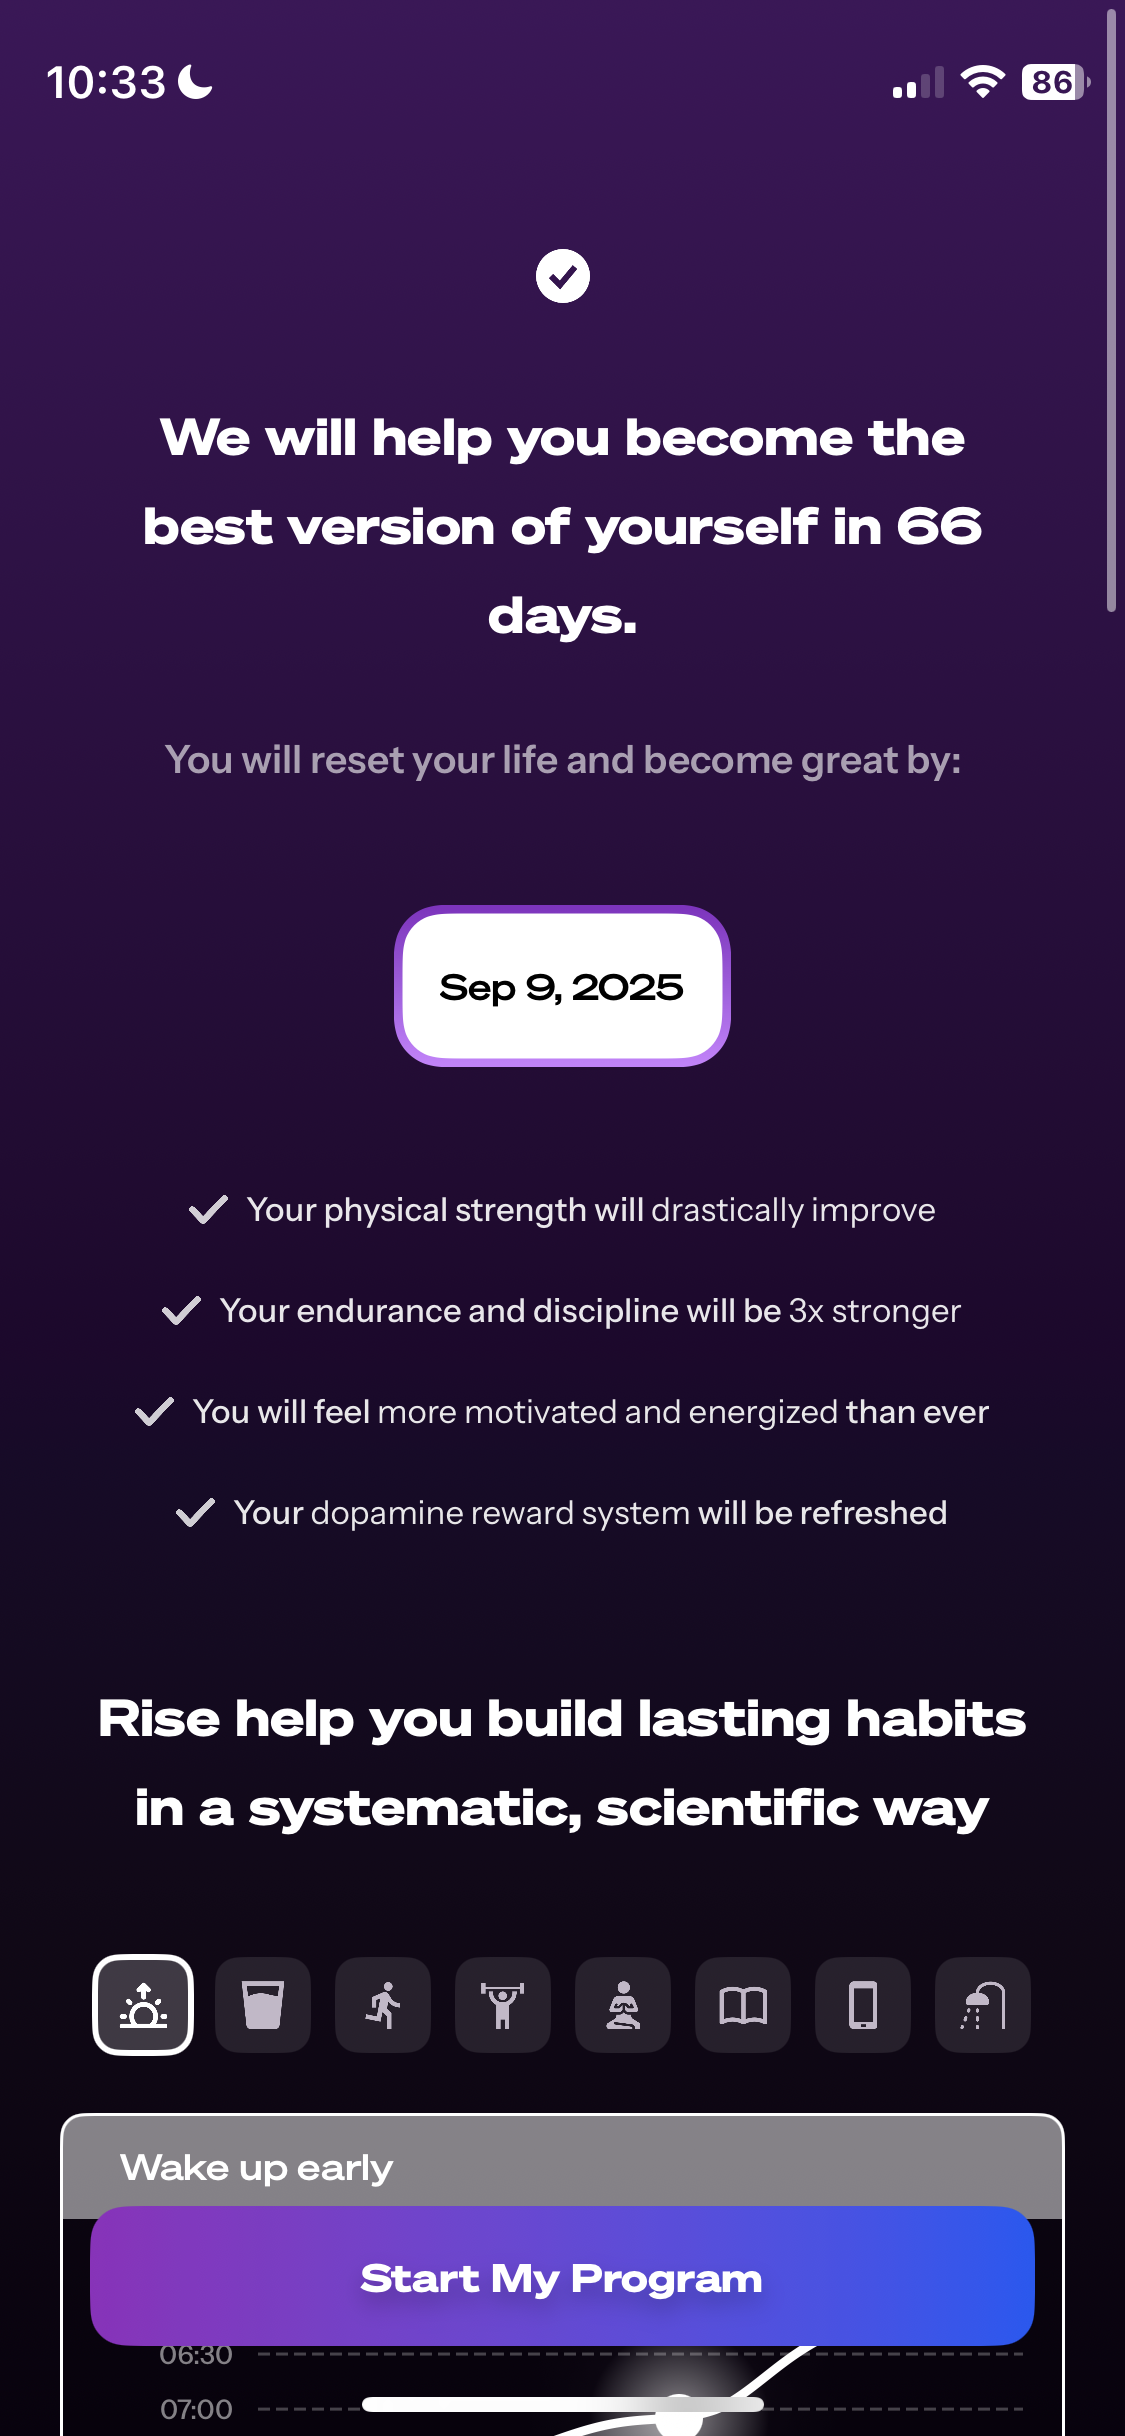 10:33
86
We will help you become the
best version of yourself in 66
days.
You will reset your life and become great by:
Sep 9, 2025
Your physical strength will drastically improve
Your endurance and discipline will be 3x stronger
You will feel more motivated and energized than ever
Your dopamine reward system will be refreshed
Rise help you build lasting habits
in a systematic, scientific way
Wake up early
Start My Program
06:30
07:00